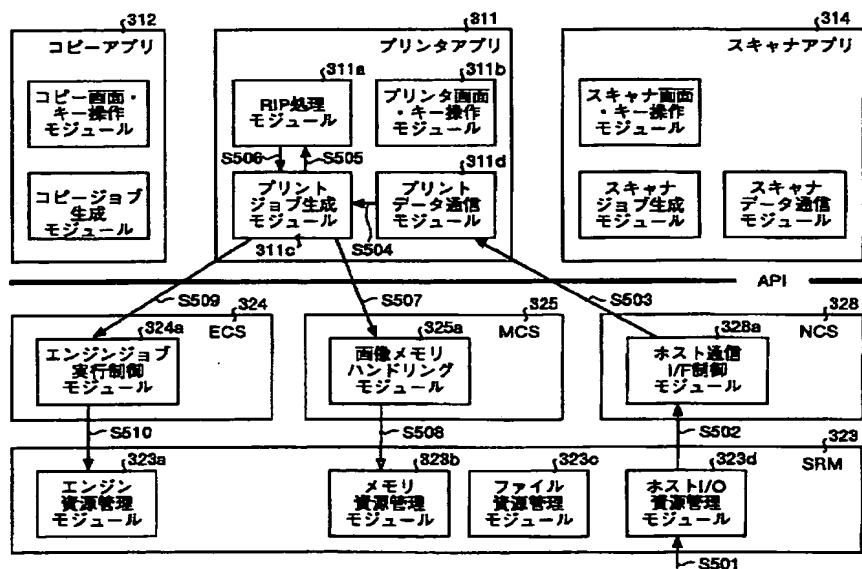 312
コピーアプリ
コピー画面・
キー操作
モジュール
コピージョブ
生成
モジュール
311
プリンタアプリ
311a
RIP処理
モジュール
311b
プリンタ画面
・キー操作
モジュール
S506
S505
311d
プリント
ジョブ生成
モジュール
プリント
データ通信
モジュール
311c
S504
314
スキャナアプリ
スキャナ画面
・キー操作
モジュール
スキャナ
ジョブ生成
モジュール
スキャナ
データ通信
モジュール
API
S509
S507
S503
324
ECS
324a
エンジンジョブ
実行制御
モジュール
325
MCS
325a
画像メモリ
ハンドリング
モジュール
328
NCS
328a
ホスト通信
I/F制御
モジュール
S510
S508
S502
323
SRM
323a
エンジン
資源管理
モジュール
323b
メモリ
資源管理
モジュール
323c
ファイル
資源管理
モジュール
323d
ホストI/O
資源管理
モジュール
S501